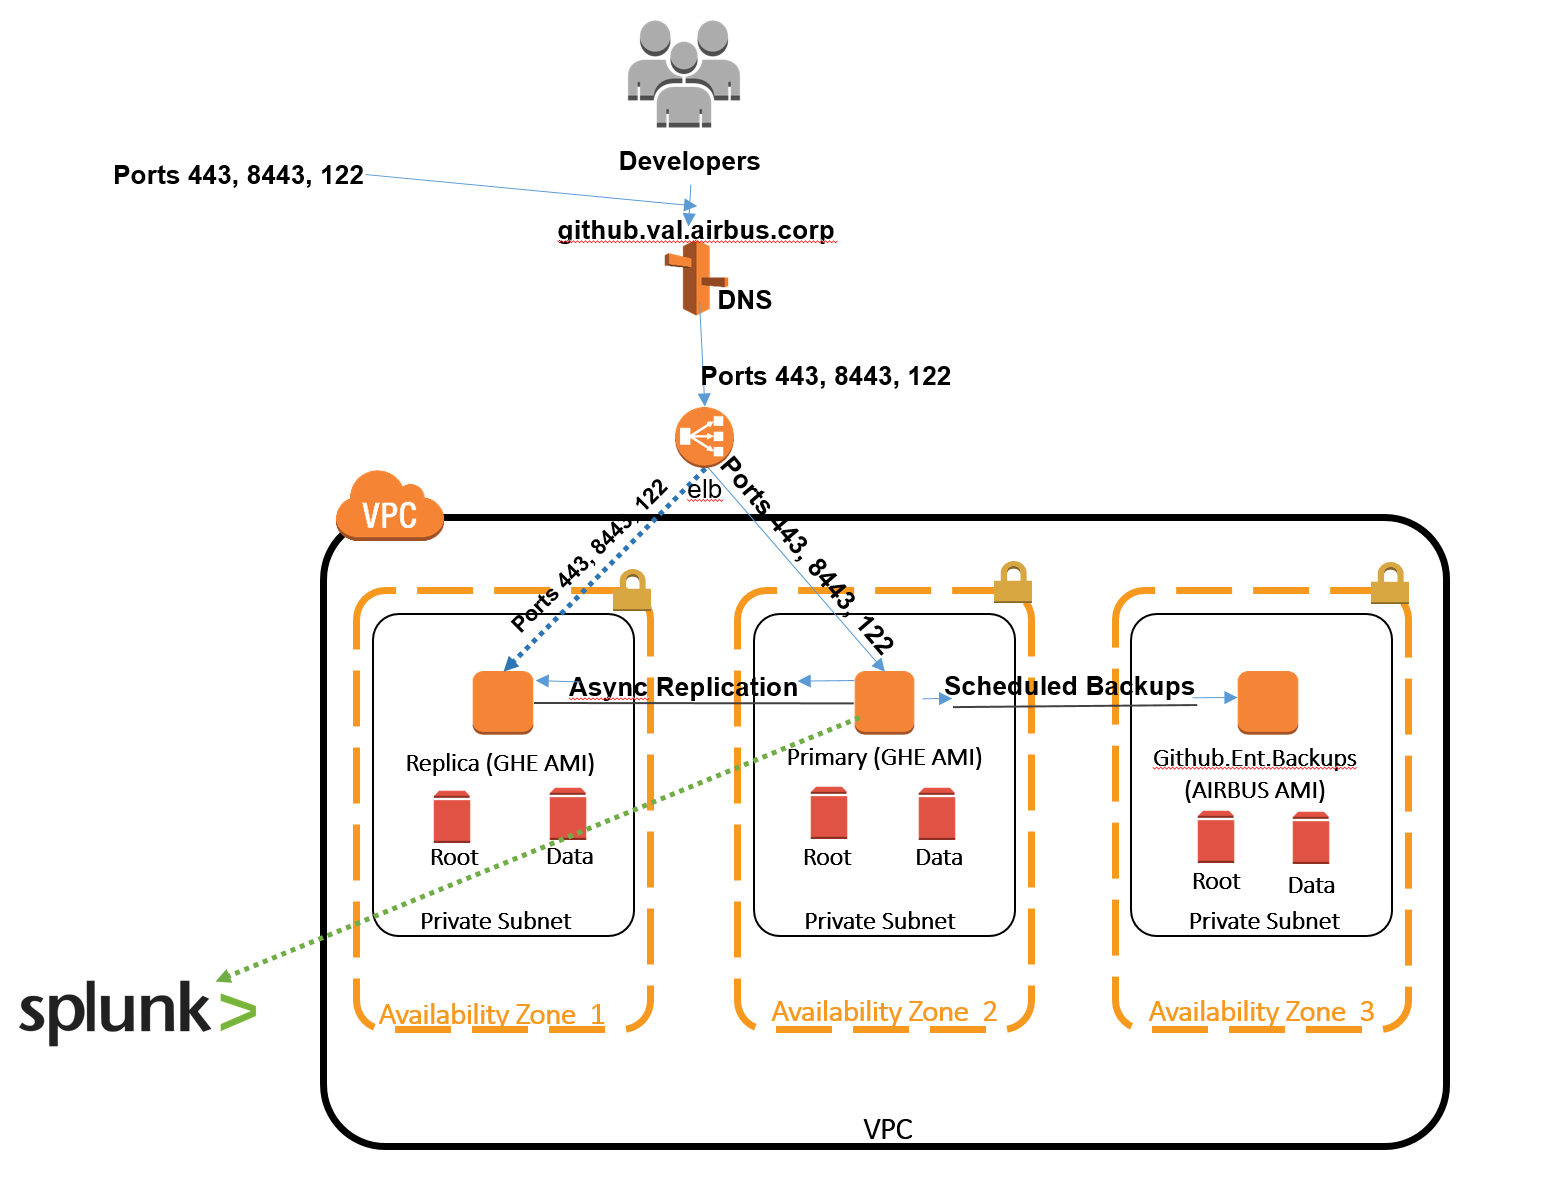 Developers
Ports 443, 8443, 122
github.val.airbus.corp
DNS
Ports 443, 8443, 122
elb
Ports 443, 8443, 122
Ports 443, 8443, 122
VPC
Async Replication
Scheduled Backups
Replica (GHE AMI)
Root
Data
Private Subnet
Availability Zone 1
Primary (GHE AMI)
Root
Data
Private Subnet
Availability Zone 2
Github.Ent.Backups
(AIRBUS AMI)
Root
Data
Private Subnet
Availability Zone 3
splunk>
VPC